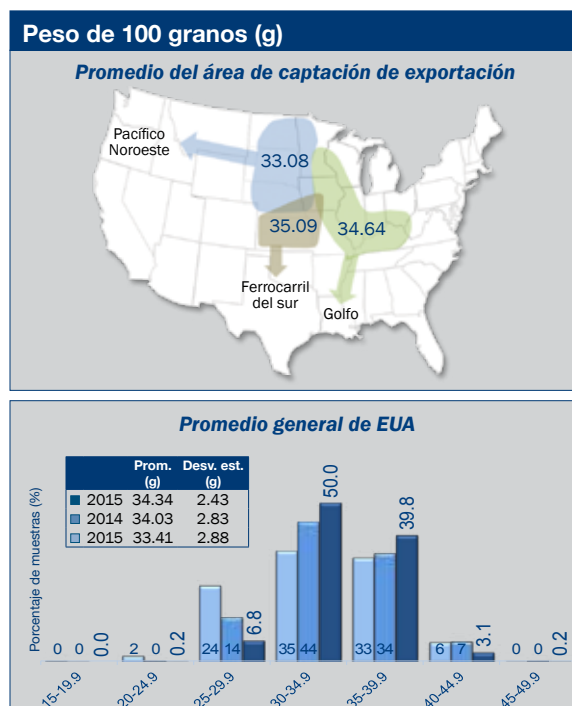 Peso de 100 granos (g)
Promedio del área de captación de exportación
Pacífico
Noroeste
33.08
35.09
34.64
Ferrocarril
del sur
Golfo
Promedio general de EUA
Prom. Desv. est.
(g) (g)
2015 34.34 2.43
2014 34.03 2.83
2015 33.41 2.88
Porcentaje de muestras (%)
0 0 0.0
2 0 0.2
24 14 6.8
35 44 50.0
33 34 39.8
6 7 3.1
0 0 0.2
15-19.9
20-24.9
25-29.9
30-34.9
35-39.9
40-44.9
45-49.9